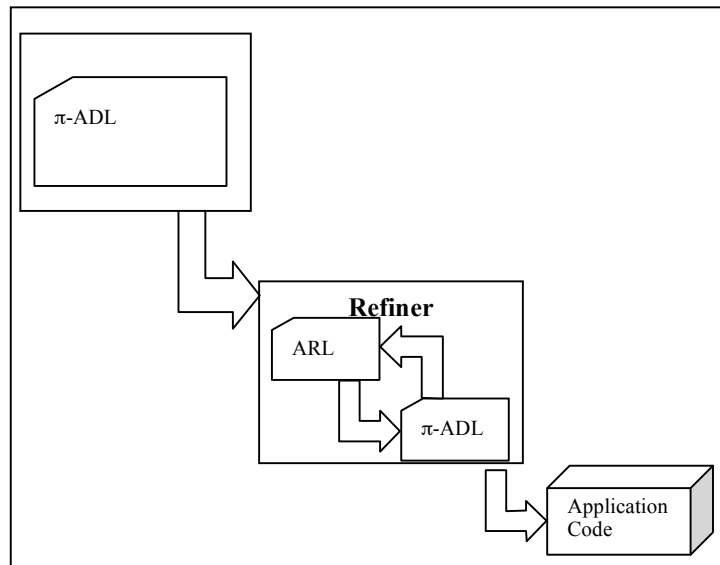 π-ADL
Refiner
ARL
π-ADL
Application
Code